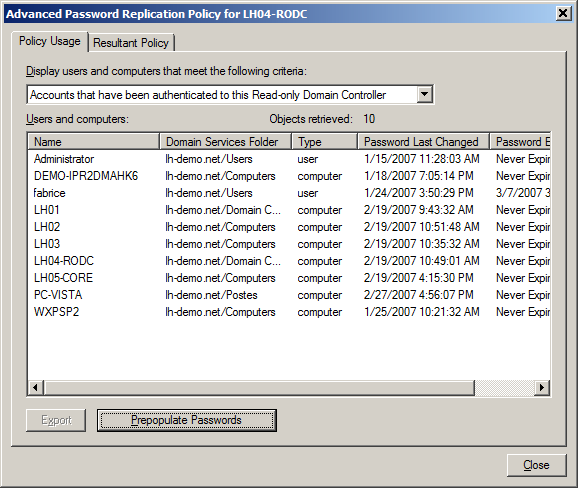 Advanced Password Replication Policy for LH04-RODC
Policy Usage Resultant Policy
Display users and computers that meet the following criteria:
Accounts that have been authenticated to this Read-only Domain Controller
Users and computers: Objects retrieved: 10
Name Domain Services Folder Type Password Last Changed Password E
Administrator lh-demo.net/Users user 1/15/2007 11:28:03 AM Never Expir
DEMO-IPR2DMAHK6 lh-demo.net/Computers computer 1/18/2007 7:05:14 PM Never Expir
fabrice lh-demo.net/Users user 1/24/2007 3:50:29 PM 3/7/2007 3
LH01 lh-demo.net/Domain C... computer 2/19/2007 9:43:32 AM Never Expir
LH02 lh-demo.net/Computers computer 2/19/2007 10:51:48 AM Never Expir
LH03 lh-demo.net/Computers computer 2/19/2007 10:35:32 AM Never Expir
LH04-RODC lh-demo.net/Domain C... computer 2/19/2007 10:49:01 AM Never Expir
LH05-CORE lh-demo.net/Computers computer 2/19/2007 4:15:30 PM Never Expir
PC-VISTA lh-demo.net/Postes computer 2/27/2007 4:56:07 PM Never Expir
WXPSP2 lh-demo.net/Computers computer 1/25/2007 10:21:32 AM Never Expir
Export Prepopulate Passwords
Close